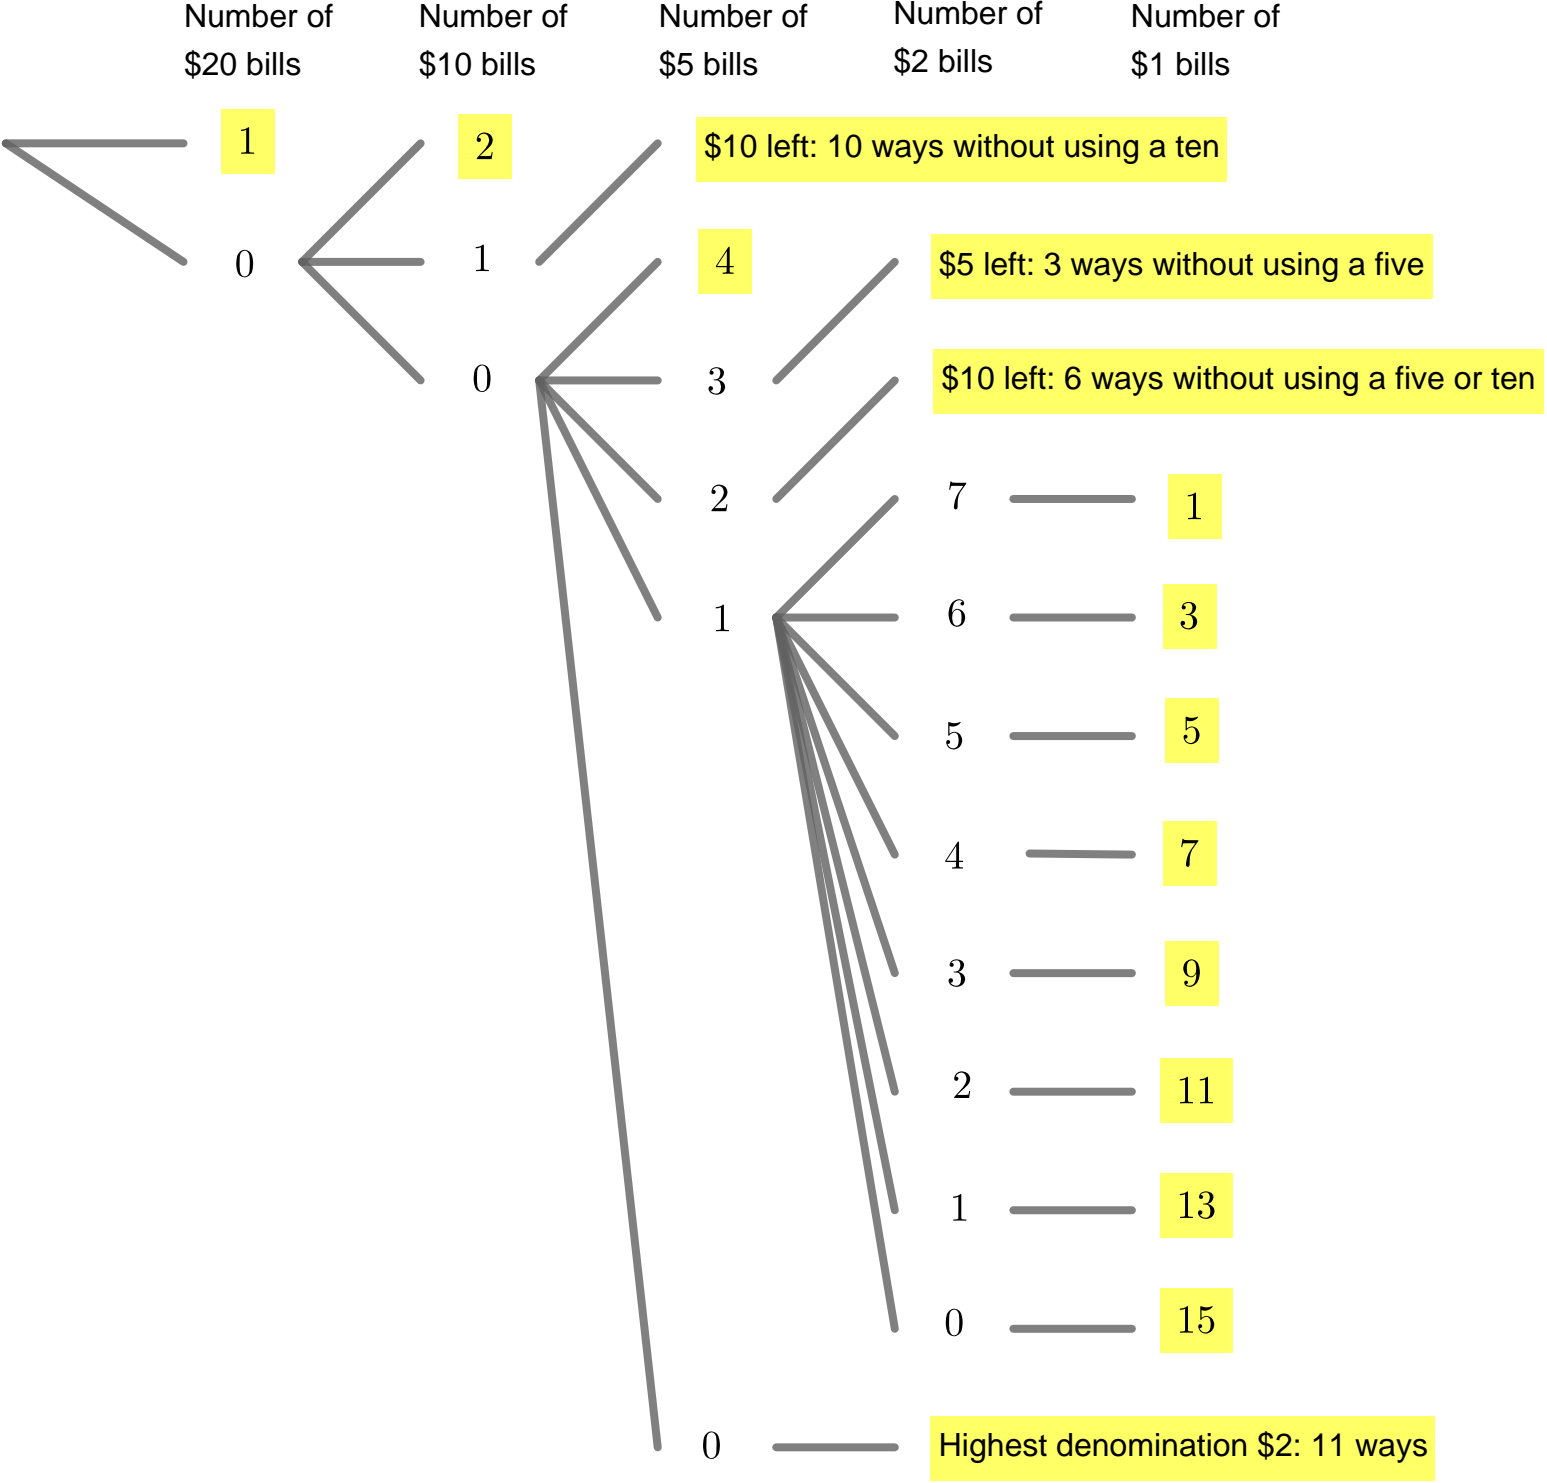 Number of
$20 bills
Number of
$10 bills
Number of
$5 bills
Number of
$2 bills
Number of
$1 bills
1
2
$10 left: 10 ways without using a ten
0
1
4
$5 left: 3 ways without using a five
0
3
$10 left: 6 ways without using a five or ten
2
7
1
1
6
3
5
5
4
7
3
9
2
11
1
13
0
15
0
Highest denomination $2: 11 ways